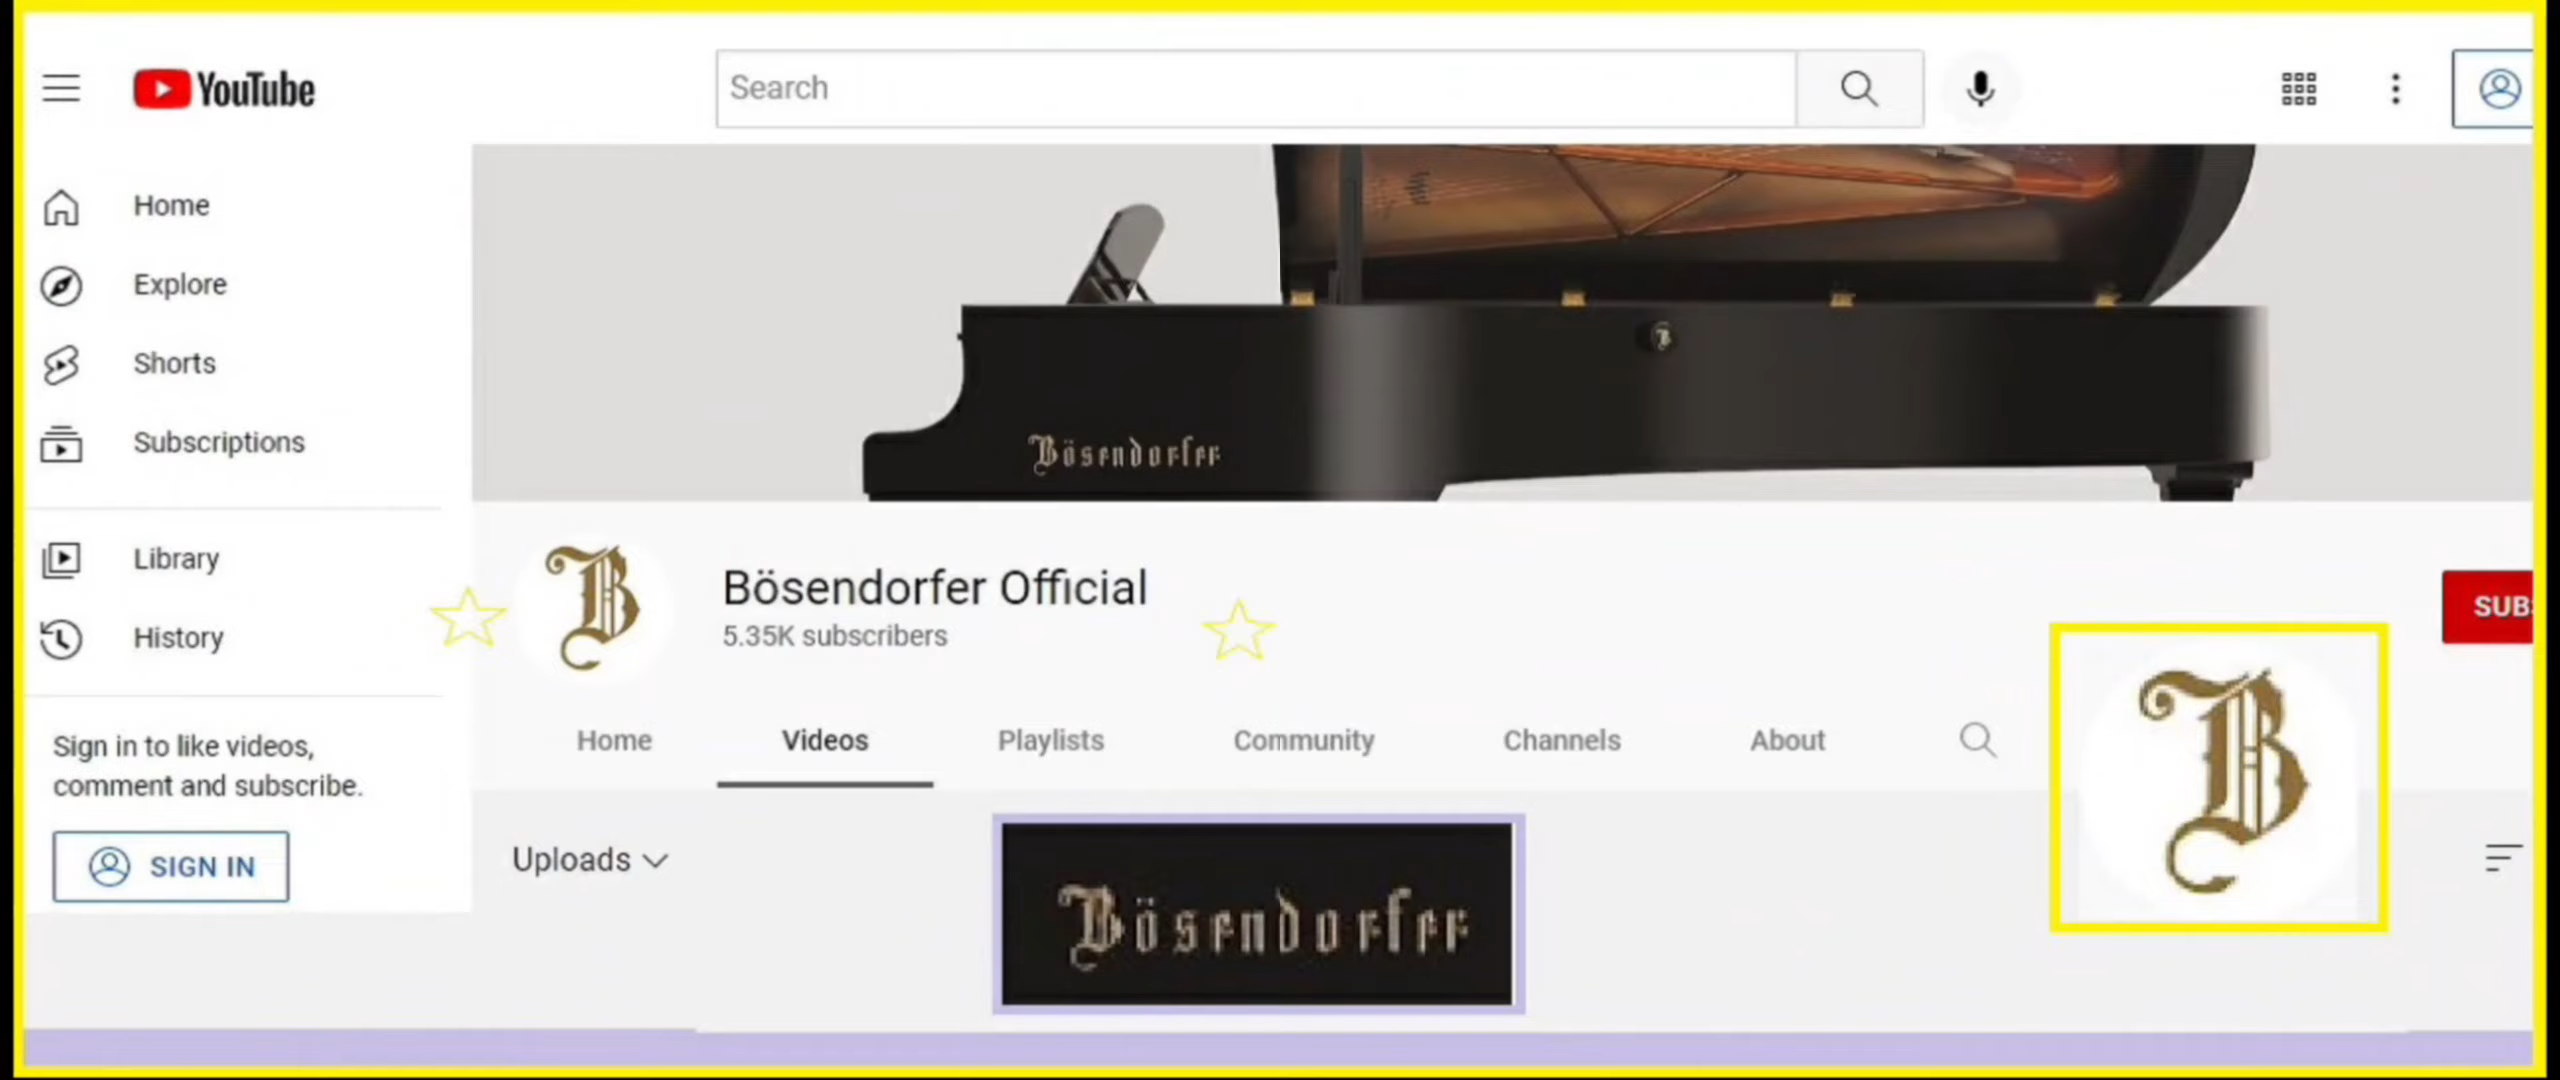 YouTube
Search
Home
Explore
Shorts
Subscriptions
Library
History
Sign in to like videos,
comment and subscribe.
SIGN IN
Bösendorfer
B
Bösendorfer Official
5.35K subscribers
SUB
Home Videos Playlists Community Channels About
Uploads
Bösendorfer
B